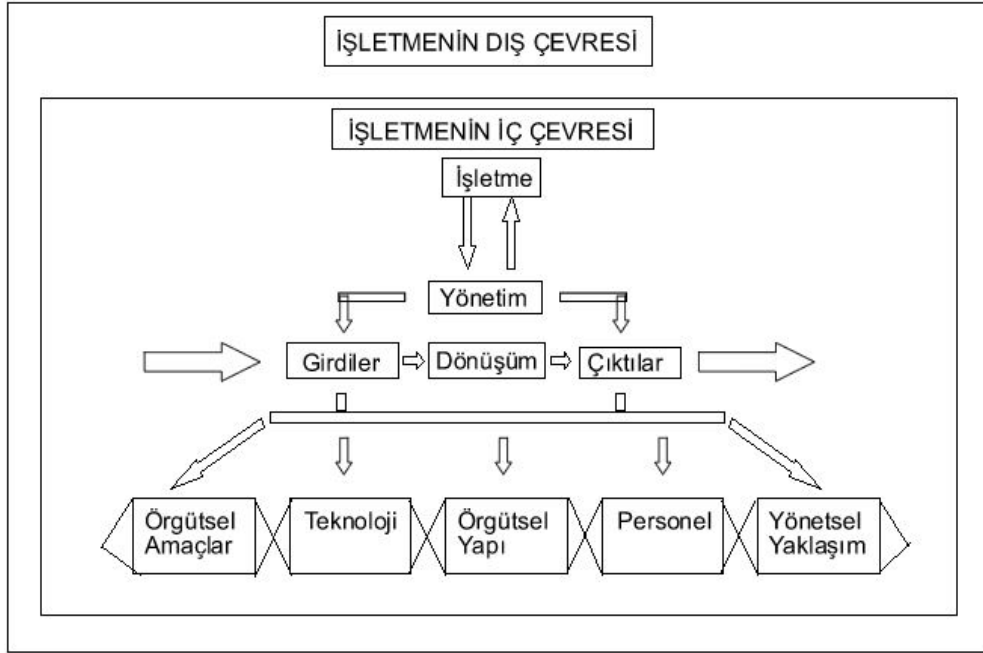 İŞLETMENİN DIŞ ÇEVRESİ
İŞLETMENİN İÇ ÇEVRESİ
İşletme
Yönetim
Girdiler
Dönüşüm
Çıktılar
Örgütsel
Amaçlar
Teknoloji
Örgütsel
Yapı
Personel
Yönetsel
Yaklaşım